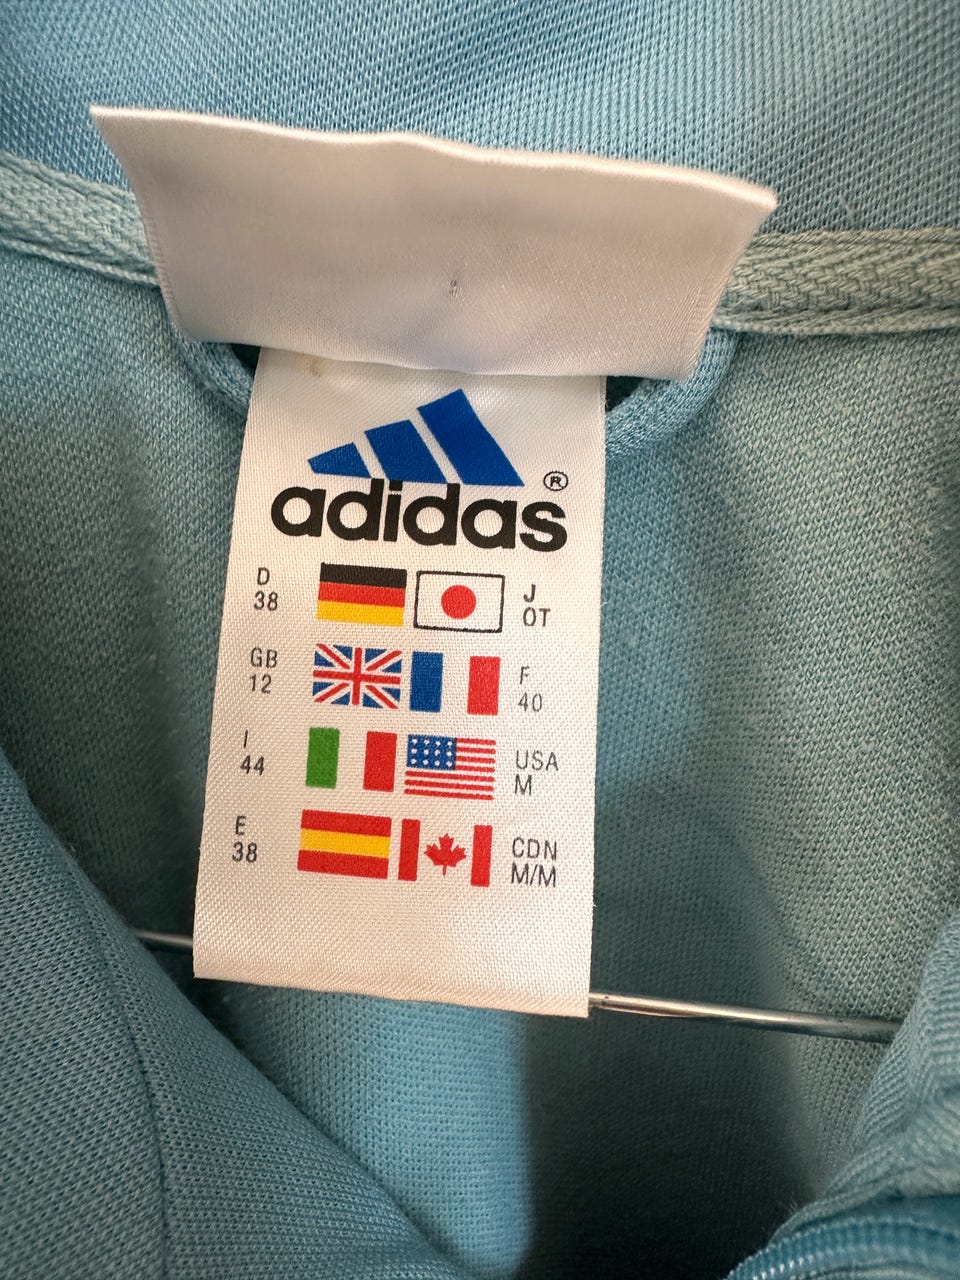 adidas®
D
38
J
OT
GB
12
F
40
I
44
USA
M
E
38
CDN
M/M